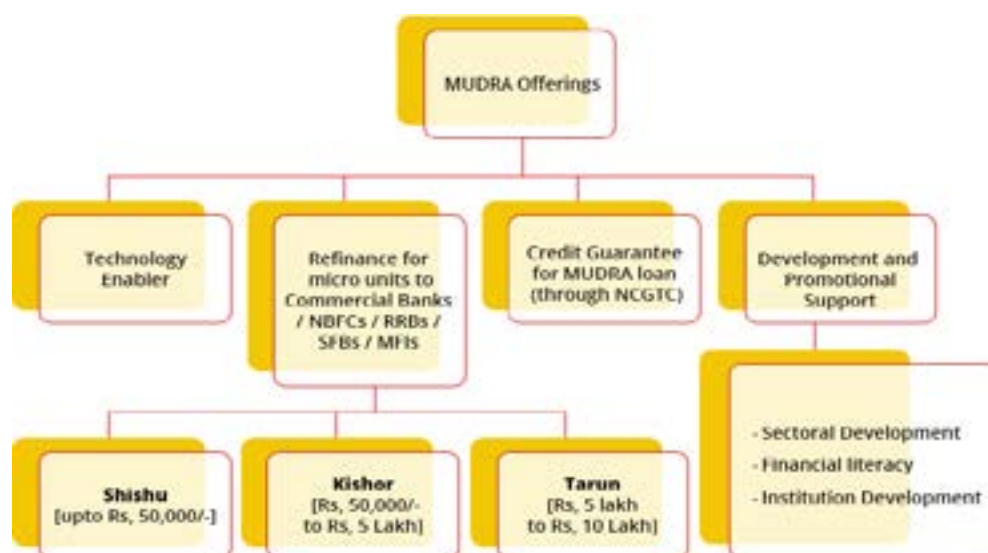 MUDRA Offerings
Technology
Enabler
Refinance for
micro units to
Commercial Banks
/ NBFCs / RRBs /
SFBs / MFIs
Credit Guarantee
for MUDRA loan
(through NCGTC)
Development and
Promotional
Support
Shishu
[upto Rs, 50,000/-]
Kishor
[Rs, 50,000/-
to Rs, 5 Lakh]
Tarun
[Rs, 5 lakh
to Rs, 10 Lakh]
- Sectoral Development
- Financial literacy
- Institution Development